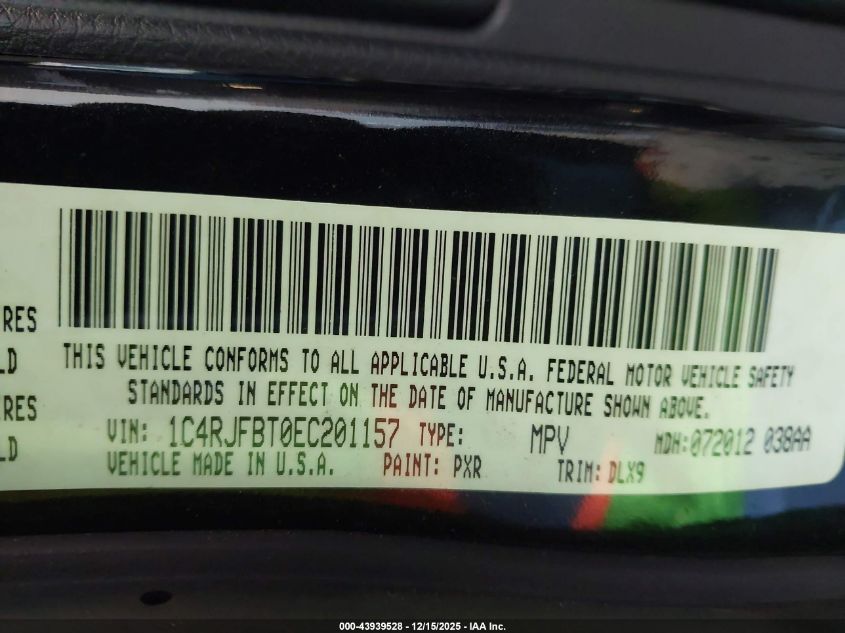 RES
LD
RES
LD
THIS VEHICLE CONFORMS TO ALL APPLICABLE U.S.A. FEDERAL MOTOR VEHICLE SAFETY
STANDARDS IN EFFECT ON THE DATE OF MANUFACTURE SHOWN ABOVE.
VIN: 1C4RJFBT0EC201157 TYPE: MPV MDH:072012 038AA
VEHICLE MADE IN U.S.A. PAINT: PXR TRIM: DLX9
000-43939528 - 12/15/2025 - IAA Inc.